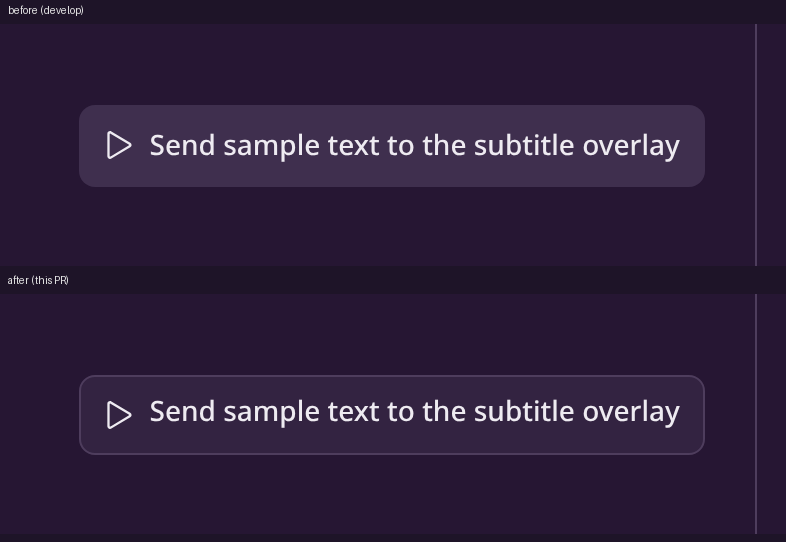 before (develop)
Send sample text to the subtitle overlay
after (this PR)
Send sample text to the subtitle overlay